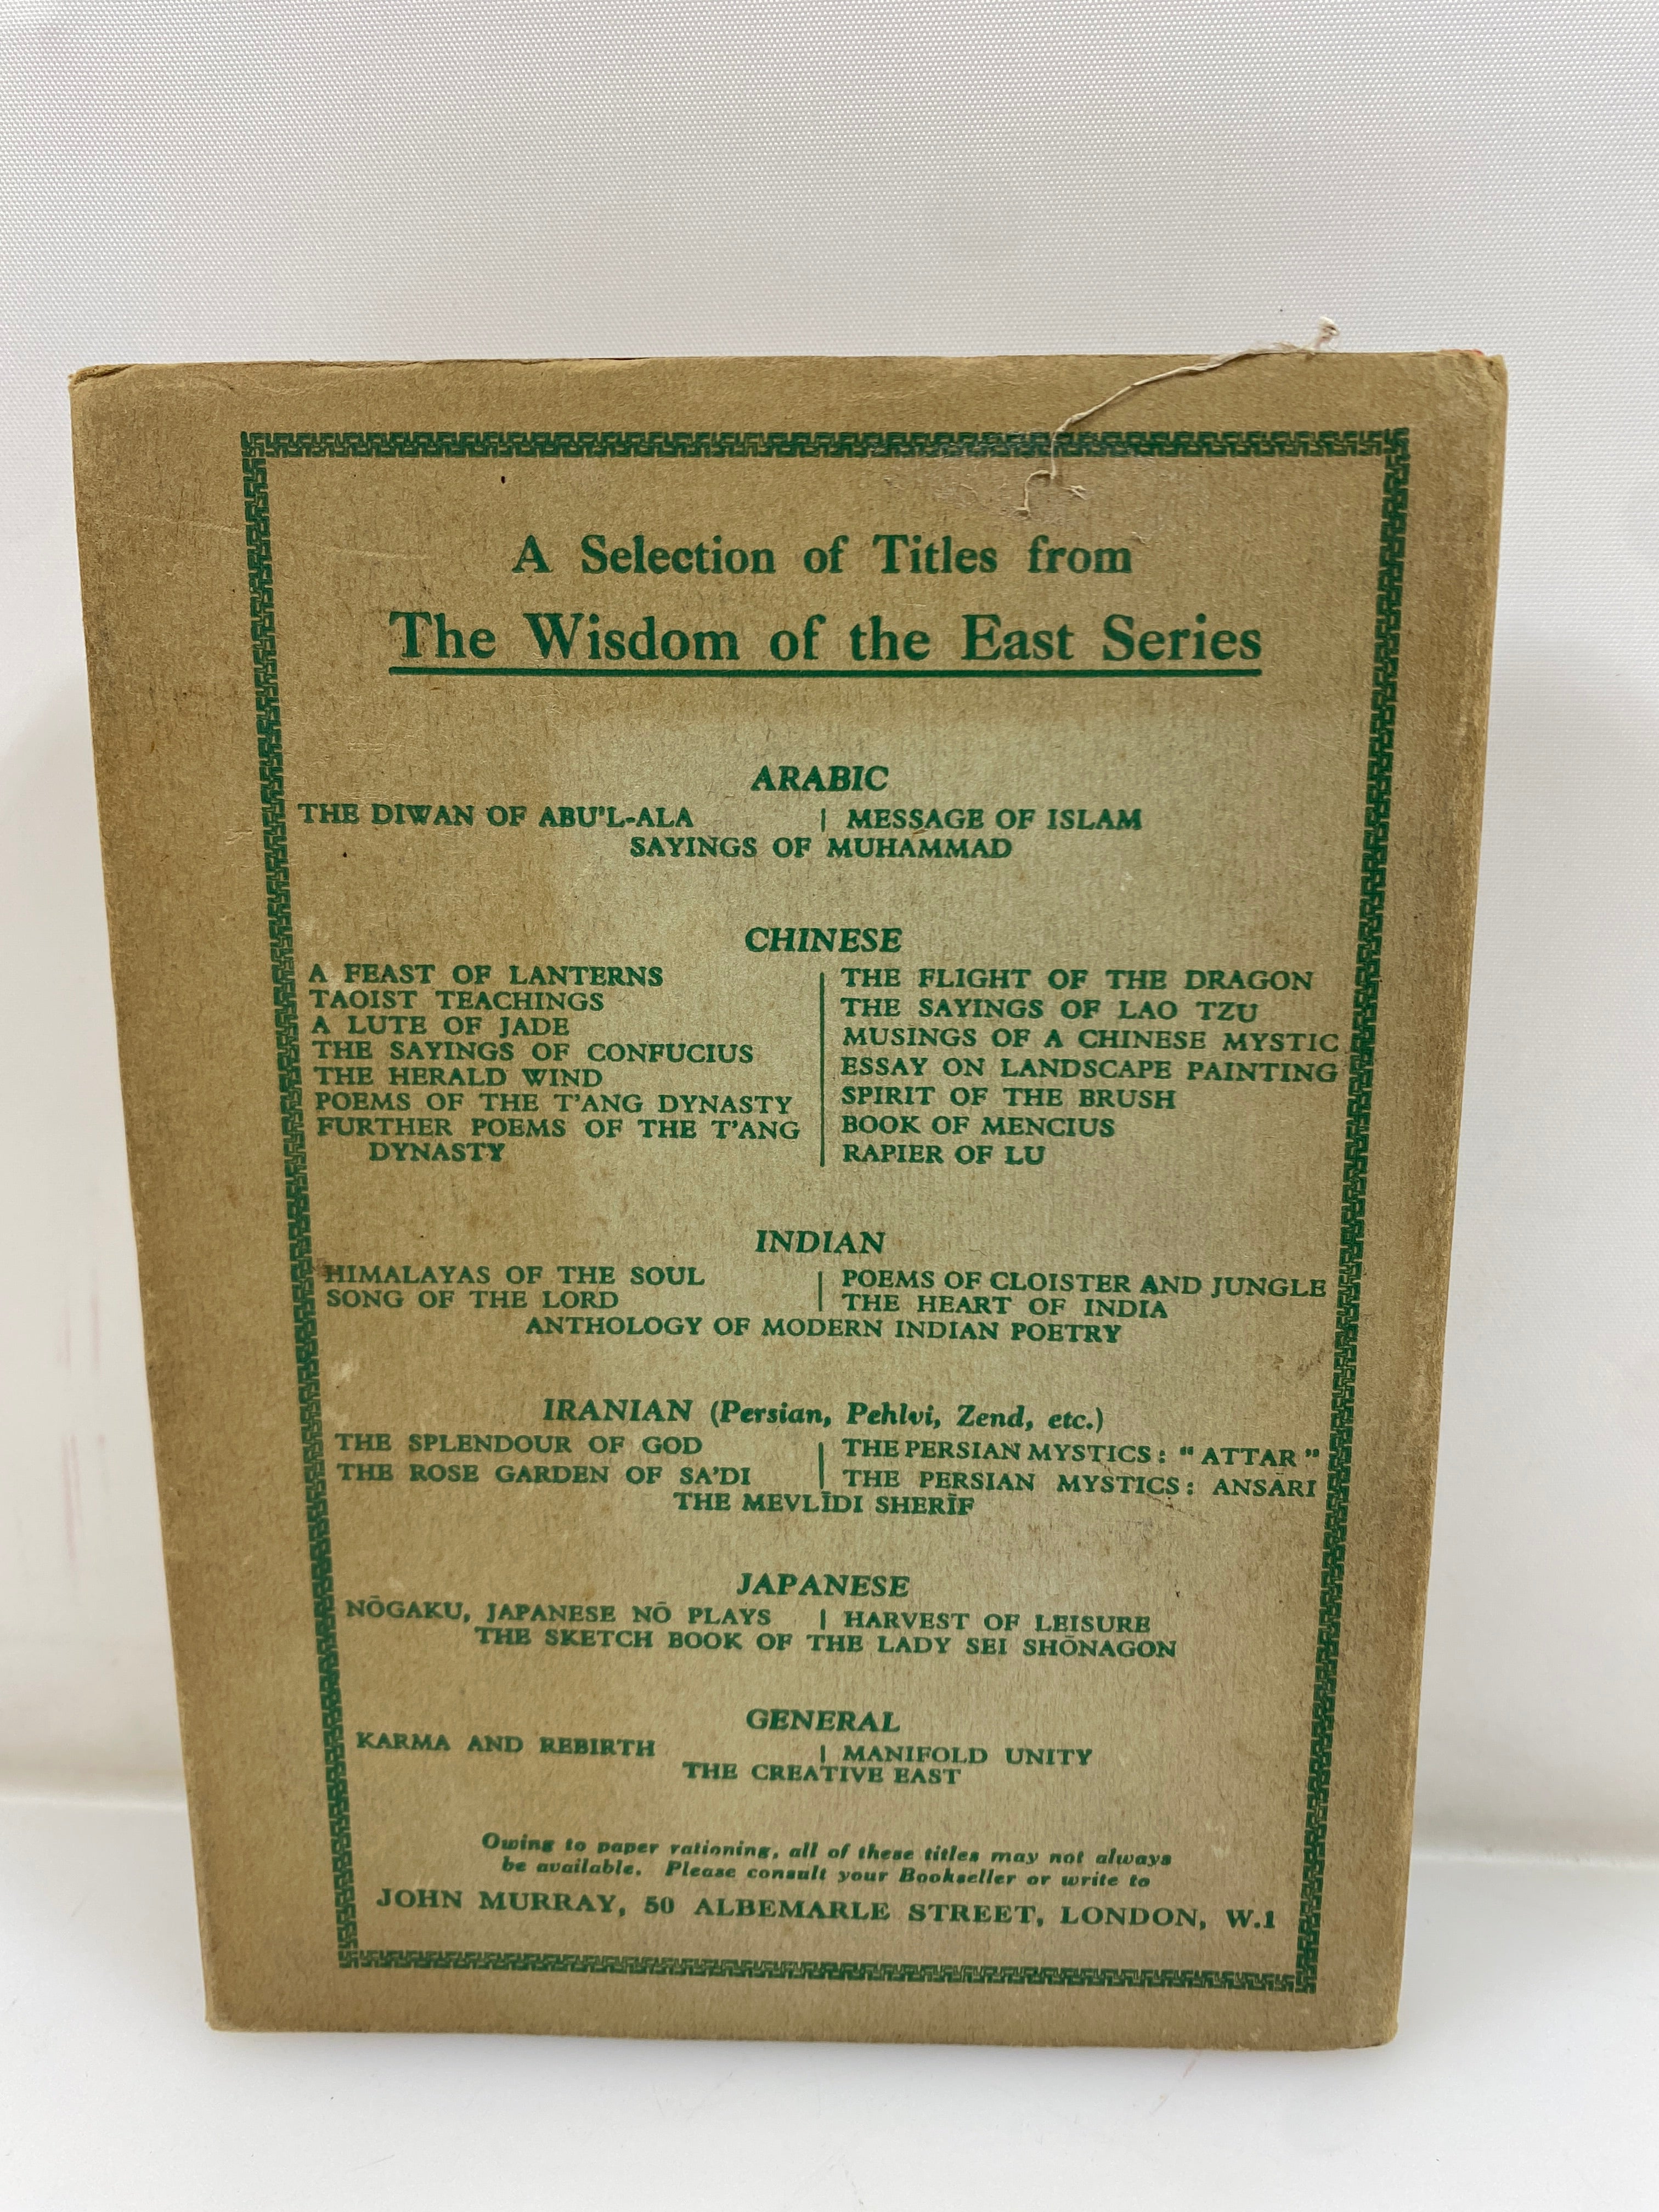 A Selection of Titles from
The Wisdom of the East Series
ARABIC
THE DIWAN OF ABU'L-ALA | MESSAGE OF ISLAM
SAYINGS OF MUHAMMAD
CHINESE
A FEAST OF LANTERNS
TAOIST TEACHINGS
A LUTE OF JADE
THE SAYINGS OF CONFUCIUS
THE HERALD WIND
POEMS OF THE T'ANG DYNASTY
FURTHER POEMS OF THE T'ANG
DYNASTY
THE FLIGHT OF THE DRAGON
THE SAYINGS OF LAO TZU
MUSINGS OF A CHINESE MYSTIC
ESSAY ON LANDSCAPE PAINTING
SPIRIT OF THE BRUSH
BOOK OF MENCIUS
RAPIER OF LU
INDIAN
HIMALAYAS OF THE SOUL
SONG OF THE LORD
POEMS OF CLOISTER AND JUNGLE
THE HEART OF INDIA
ANTHOLOGY OF MODERN INDIAN POETRY
IRANIAN (Persian, Pehlvi, Zend, etc.)
THE SPLENDOUR OF GOD
THE ROSE GARDEN OF SA'DI
THE PERSIAN MYSTICS: "ATTAR"
THE PERSIAN MYSTICS: ANSĀRI
THE MEVLĪDI SHERĪF
JAPANESE
NŌGAKU, JAPANESE NŌ PLAYS | HARVEST OF LEISURE
THE SKETCH BOOK OF THE LADY SEI SHŌNAGON
GENERAL
KARMA AND REBIRTH | MANIFOLD UNITY
THE CREATIVE EAST
Owing to paper rationing, all of these titles may not always
be available. Please consult your Bookseller or write to
JOHN MURRAY, 50 ALBEMARLE STREET, LONDON, W.1